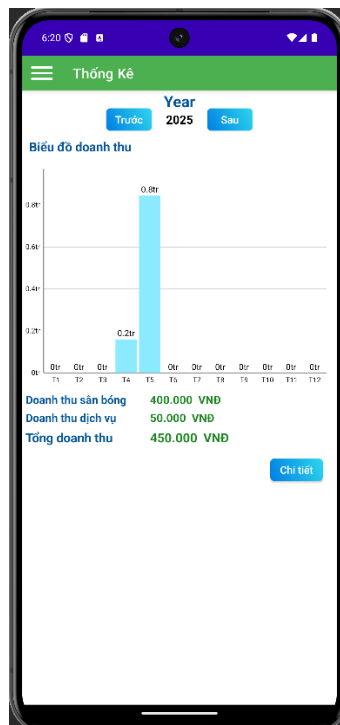 6:20
Thống Kê
Year
Trước 2025 Sau
Biểu đồ doanh thu
0.8tr
0.8tr
0.6tr
0.4tr
0.2tr
0.2tr
0tr 0tr 0tr 0tr 0tr 0tr 0tr 0tr 0tr 0tr 0tr
T1 T2 T3 T4 T5 T6 T7 T8 T9 T10 T11 T12
Doanh thu sân bóng 400.000 VNĐ
Doanh thu dịch vụ 50.000 VNĐ
Tổng doanh thu 450.000 VNĐ
Chi tiết